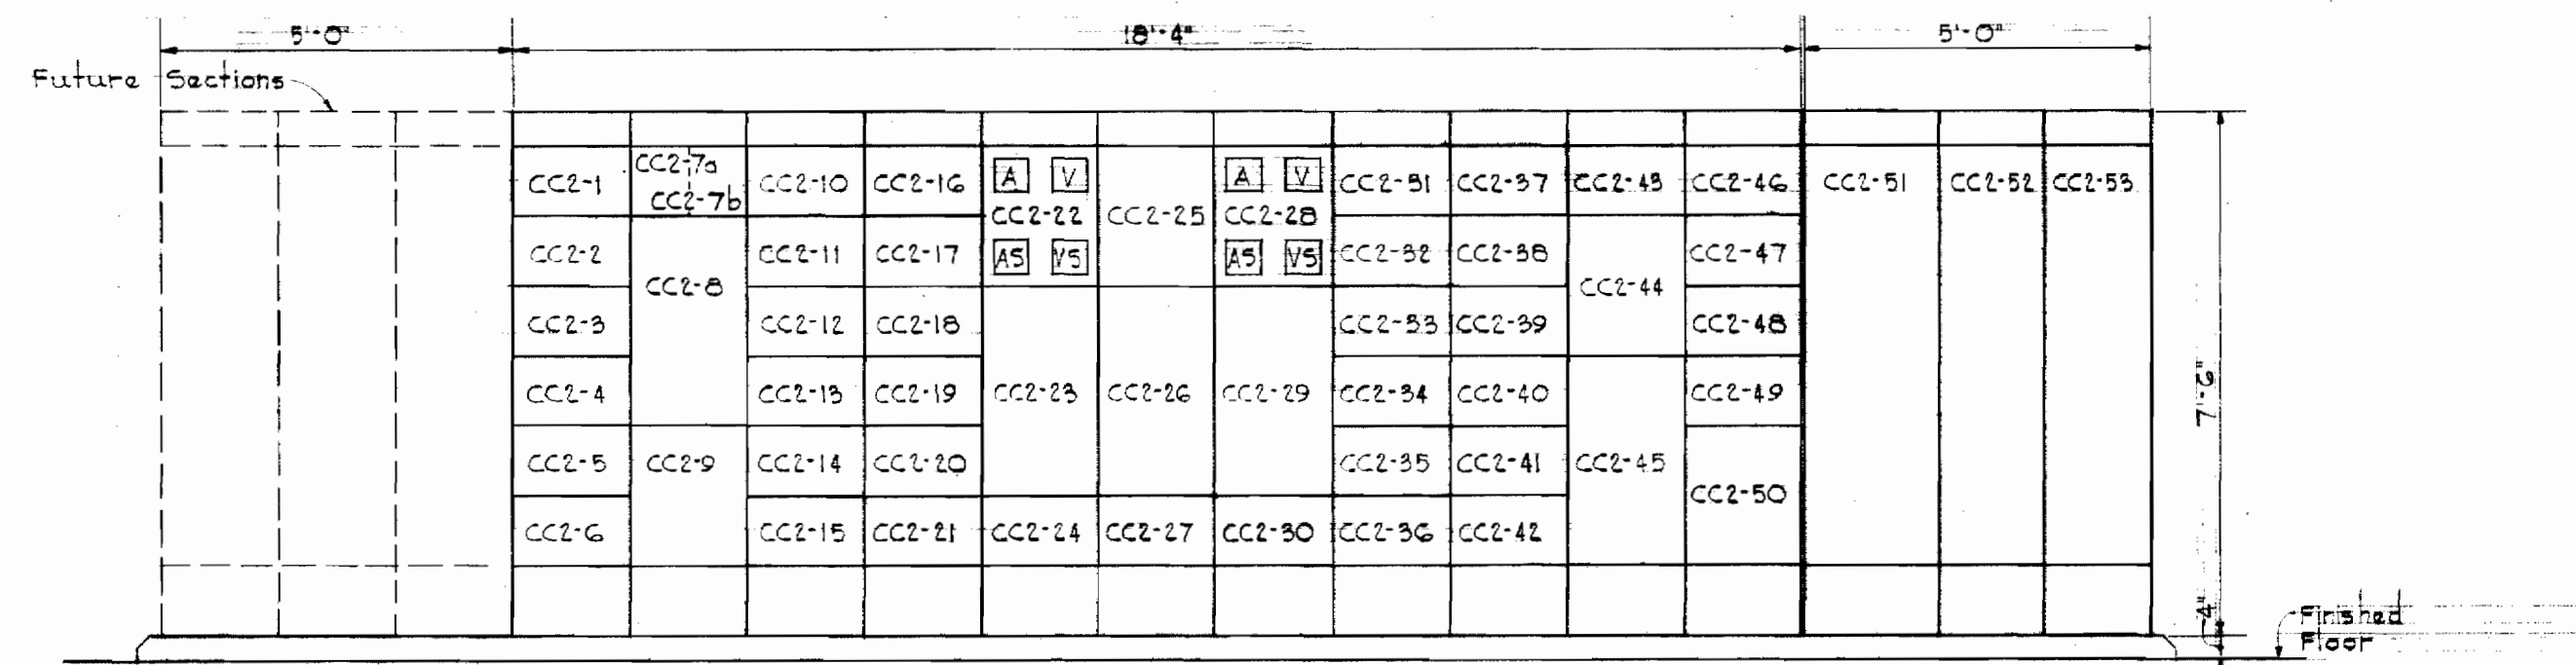 5'-0" 18'-4" 5'-0"
Future Sections
CC2-1 CC2-7a CC2-10 CC2-16 A V CC2-25 A V CC2-31 CC2-37 CC2-43 CC2-46 CC2-51 CC2-52 CC2-53
CC2-7b CC2-22 CC2-28
CC2-2 CC2-8 CC2-11 CC2-17 AS VS AS VS CC2-32 CC2-38 CC2-44 CC2-47
CC2-3 CC2-12 CC2-18 CC2-33 CC2-39 CC2-48
CC2-4 CC2-13 CC2-19 CC2-23 CC2-26 CC2-29 CC2-34 CC2-40 CC2-49
7'-6"
CC2-5 CC2-9 CC2-14 CC2-20 CC2-35 CC2-41 CC2-45
CC2-50
CC2-6 CC2-15 CC2-21 CC2-24 CC2-27 CC2-30 CC2-36 CC2-42
4"
Finished
Floor